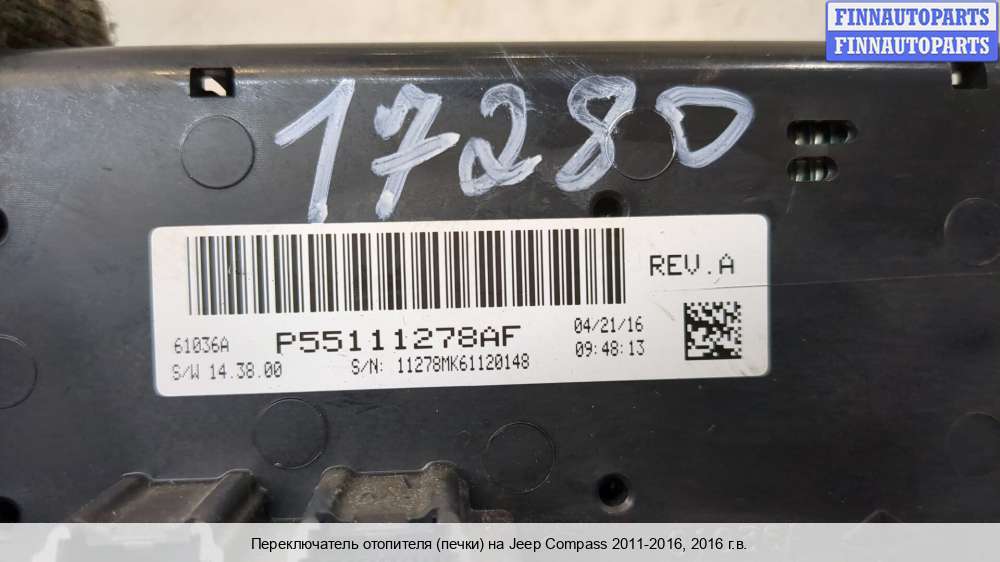 FINNAUTOPARTS
FINNAUTOPARTS
17280
REV.A
61036A P55111278AF 04/21/16
S/W 14.38.00 S/N: 11278MK61120148 09:48:13
Переключатель отопителя (печки) на Jeep Compass 2011-2016, 2016 г.в.